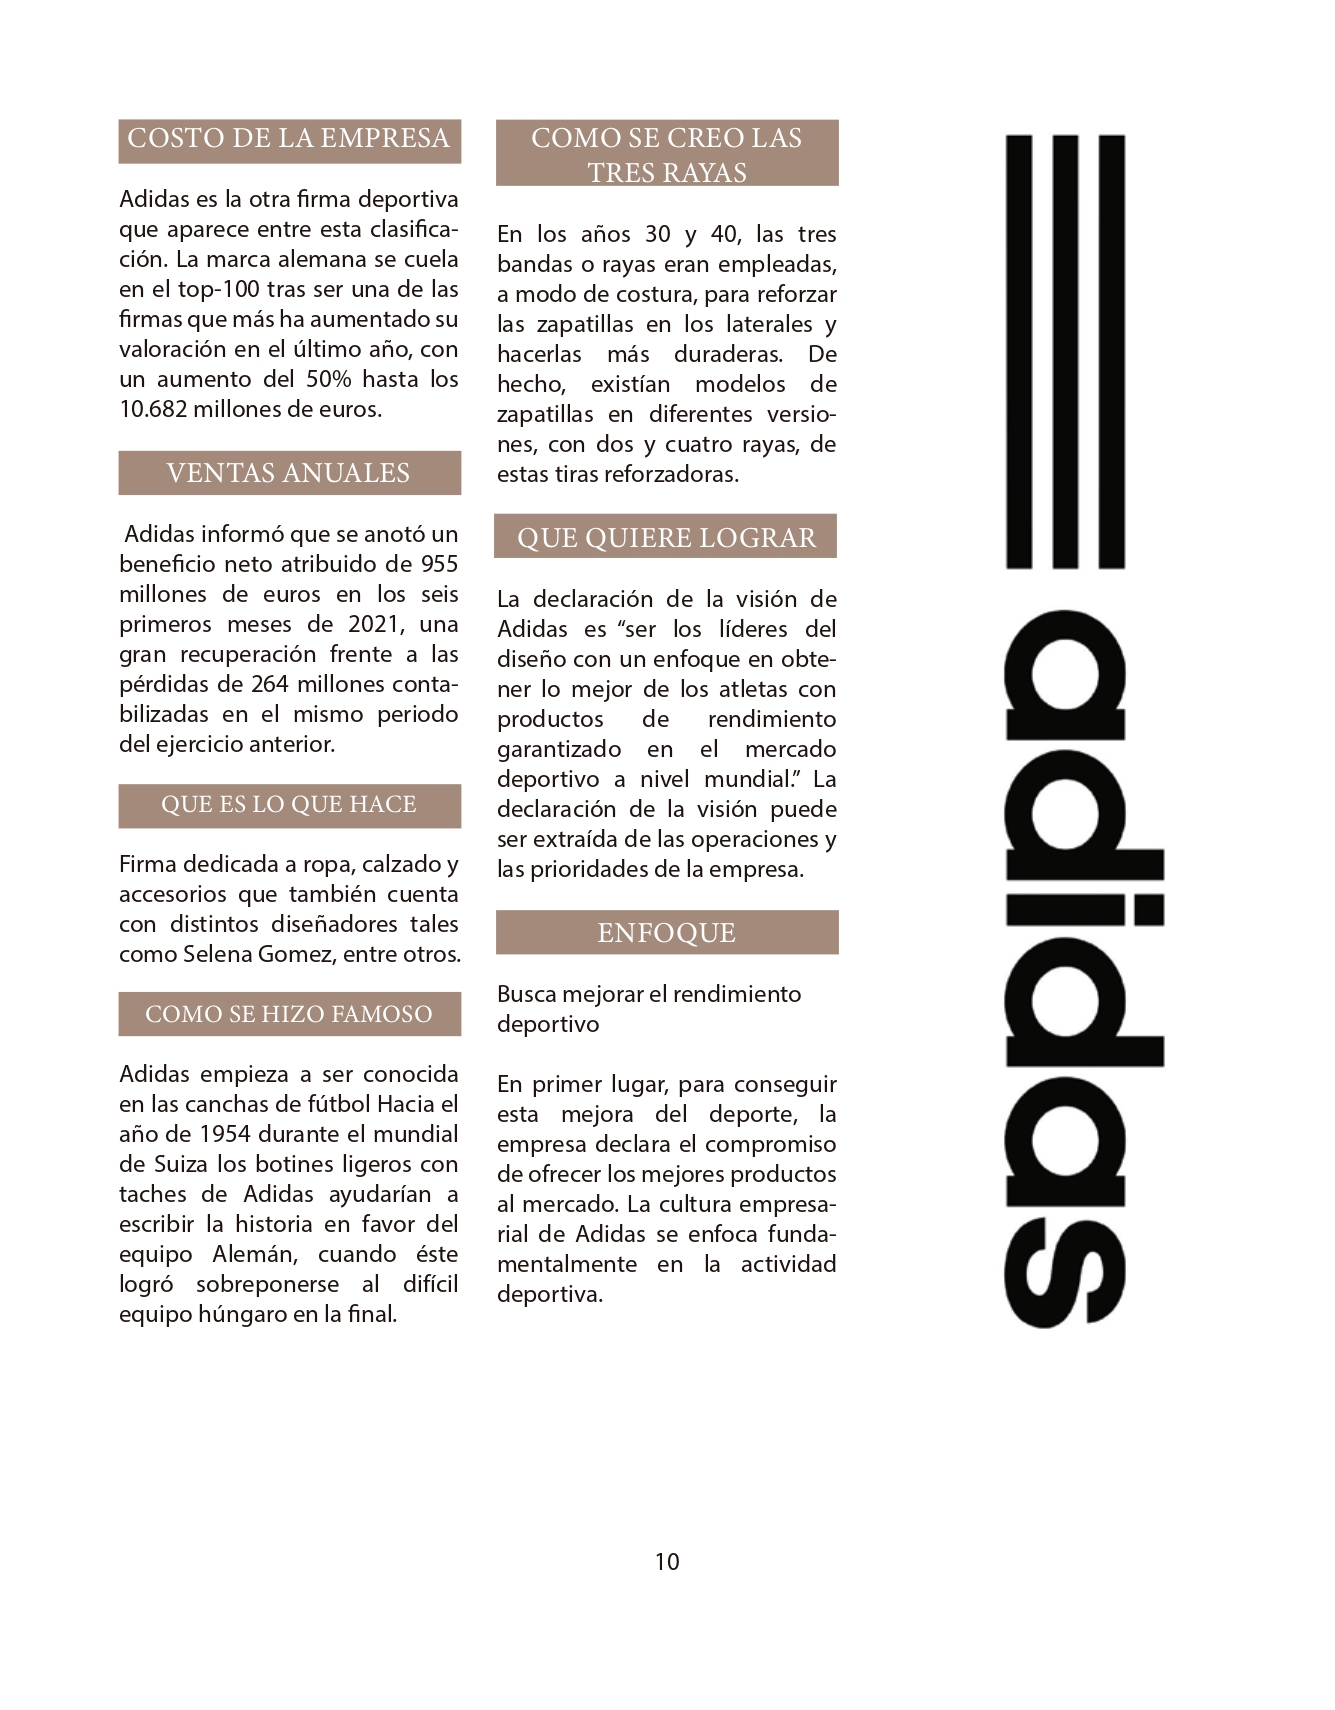 COSTO DE LA EMPRESA
Adidas es la otra firma deportiva
que aparece entre esta clasifica-
ción. La marca alemana se cuela
en el top-100 tras ser una de las
firmas que más ha aumentado su
valoración en el último año, con
un aumento del 50% hasta los
10.682 millones de euros.
VENTAS ANUALES
Adidas informó que se anotó un
beneficio neto atribuido de 955
millones de euros en los seis
primeros meses de 2021, una
gran recuperación frente a las
pérdidas de 264 millones conta-
bilizadas en el mismo periodo
del ejercicio anterior.
QUE ES LO QUE HACE
Firma dedicada a ropa, calzado y
accesorios que también cuenta
con distintos diseñadores tales
como Selena Gomez, entre otros.
COMO SE HIZO FAMOSO
Adidas empieza a ser conocida
en las canchas de fútbol Hacia el
año de 1954 durante el mundial
de Suiza los botines ligeros con
taches de Adidas ayudarían a
escribir la historia en favor del
equipo Alemán, cuando éste
logró sobreponerse al difícil
equipo húngaro en la final.
COMO SE CREO LAS
TRES RAYAS
En los años 30 y 40, las tres
bandas o rayas eran empleadas,
a modo de costura, para reforzar
las zapatillas en los laterales y
hacerlas más duraderas. De
hecho, existían modelos de
zapatillas en diferentes versio-
nes, con dos y cuatro rayas, de
estas tiras reforzadoras.
QUE QUIERE LOGRAR
La declaración de la visión de
Adidas es “ser los líderes del
diseño con un enfoque en obte-
ner lo mejor de los atletas con
productos de rendimiento
garantizado en el mercado
deportivo a nivel mundial.” La
declaración de la visión puede
ser extraída de las operaciones y
las prioridades de la empresa.
ENFOQUE
Busca mejorar el rendimiento
deportivo
En primer lugar, para conseguir
esta mejora del deporte, la
empresa declara el compromiso
de ofrecer los mejores productos
al mercado. La cultura empresa-
rial de Adidas se enfoca funda-
mentalmente en la actividad
deportiva.
adidas
10